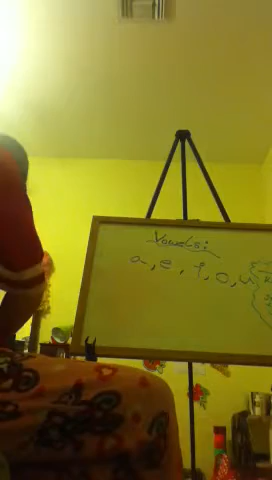 Vowels:
a, e, i, o, u